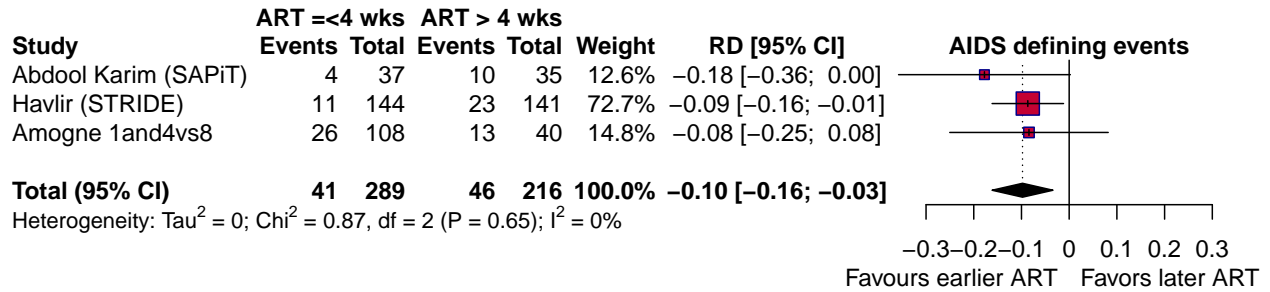 ART =<4 wks ART > 4 wks
Study Events Total Events Total Weight RD [95% CI] AIDS defining events
Abdool Karim (SAPiT) 4 37 10 35 12.6% −0.18 [−0.36; 0.00]
Havlir (STRIDE) 11 144 23 141 72.7% −0.09 [−0.16; −0.01]
Amogne 1and4vs8 26 108 13 40 14.8% −0.08 [−0.25; 0.08]
Total (95% CI) 41 289 46 216 100.0% −0.10 [−0.16; −0.03]
Heterogeneity: Tau² = 0; Chi² = 0.87, df = 2 (P = 0.65); I² = 0%
−0.3 −0.2 −0.1 0 0.1 0.2 0.3
Favours earlier ART Favors later ART